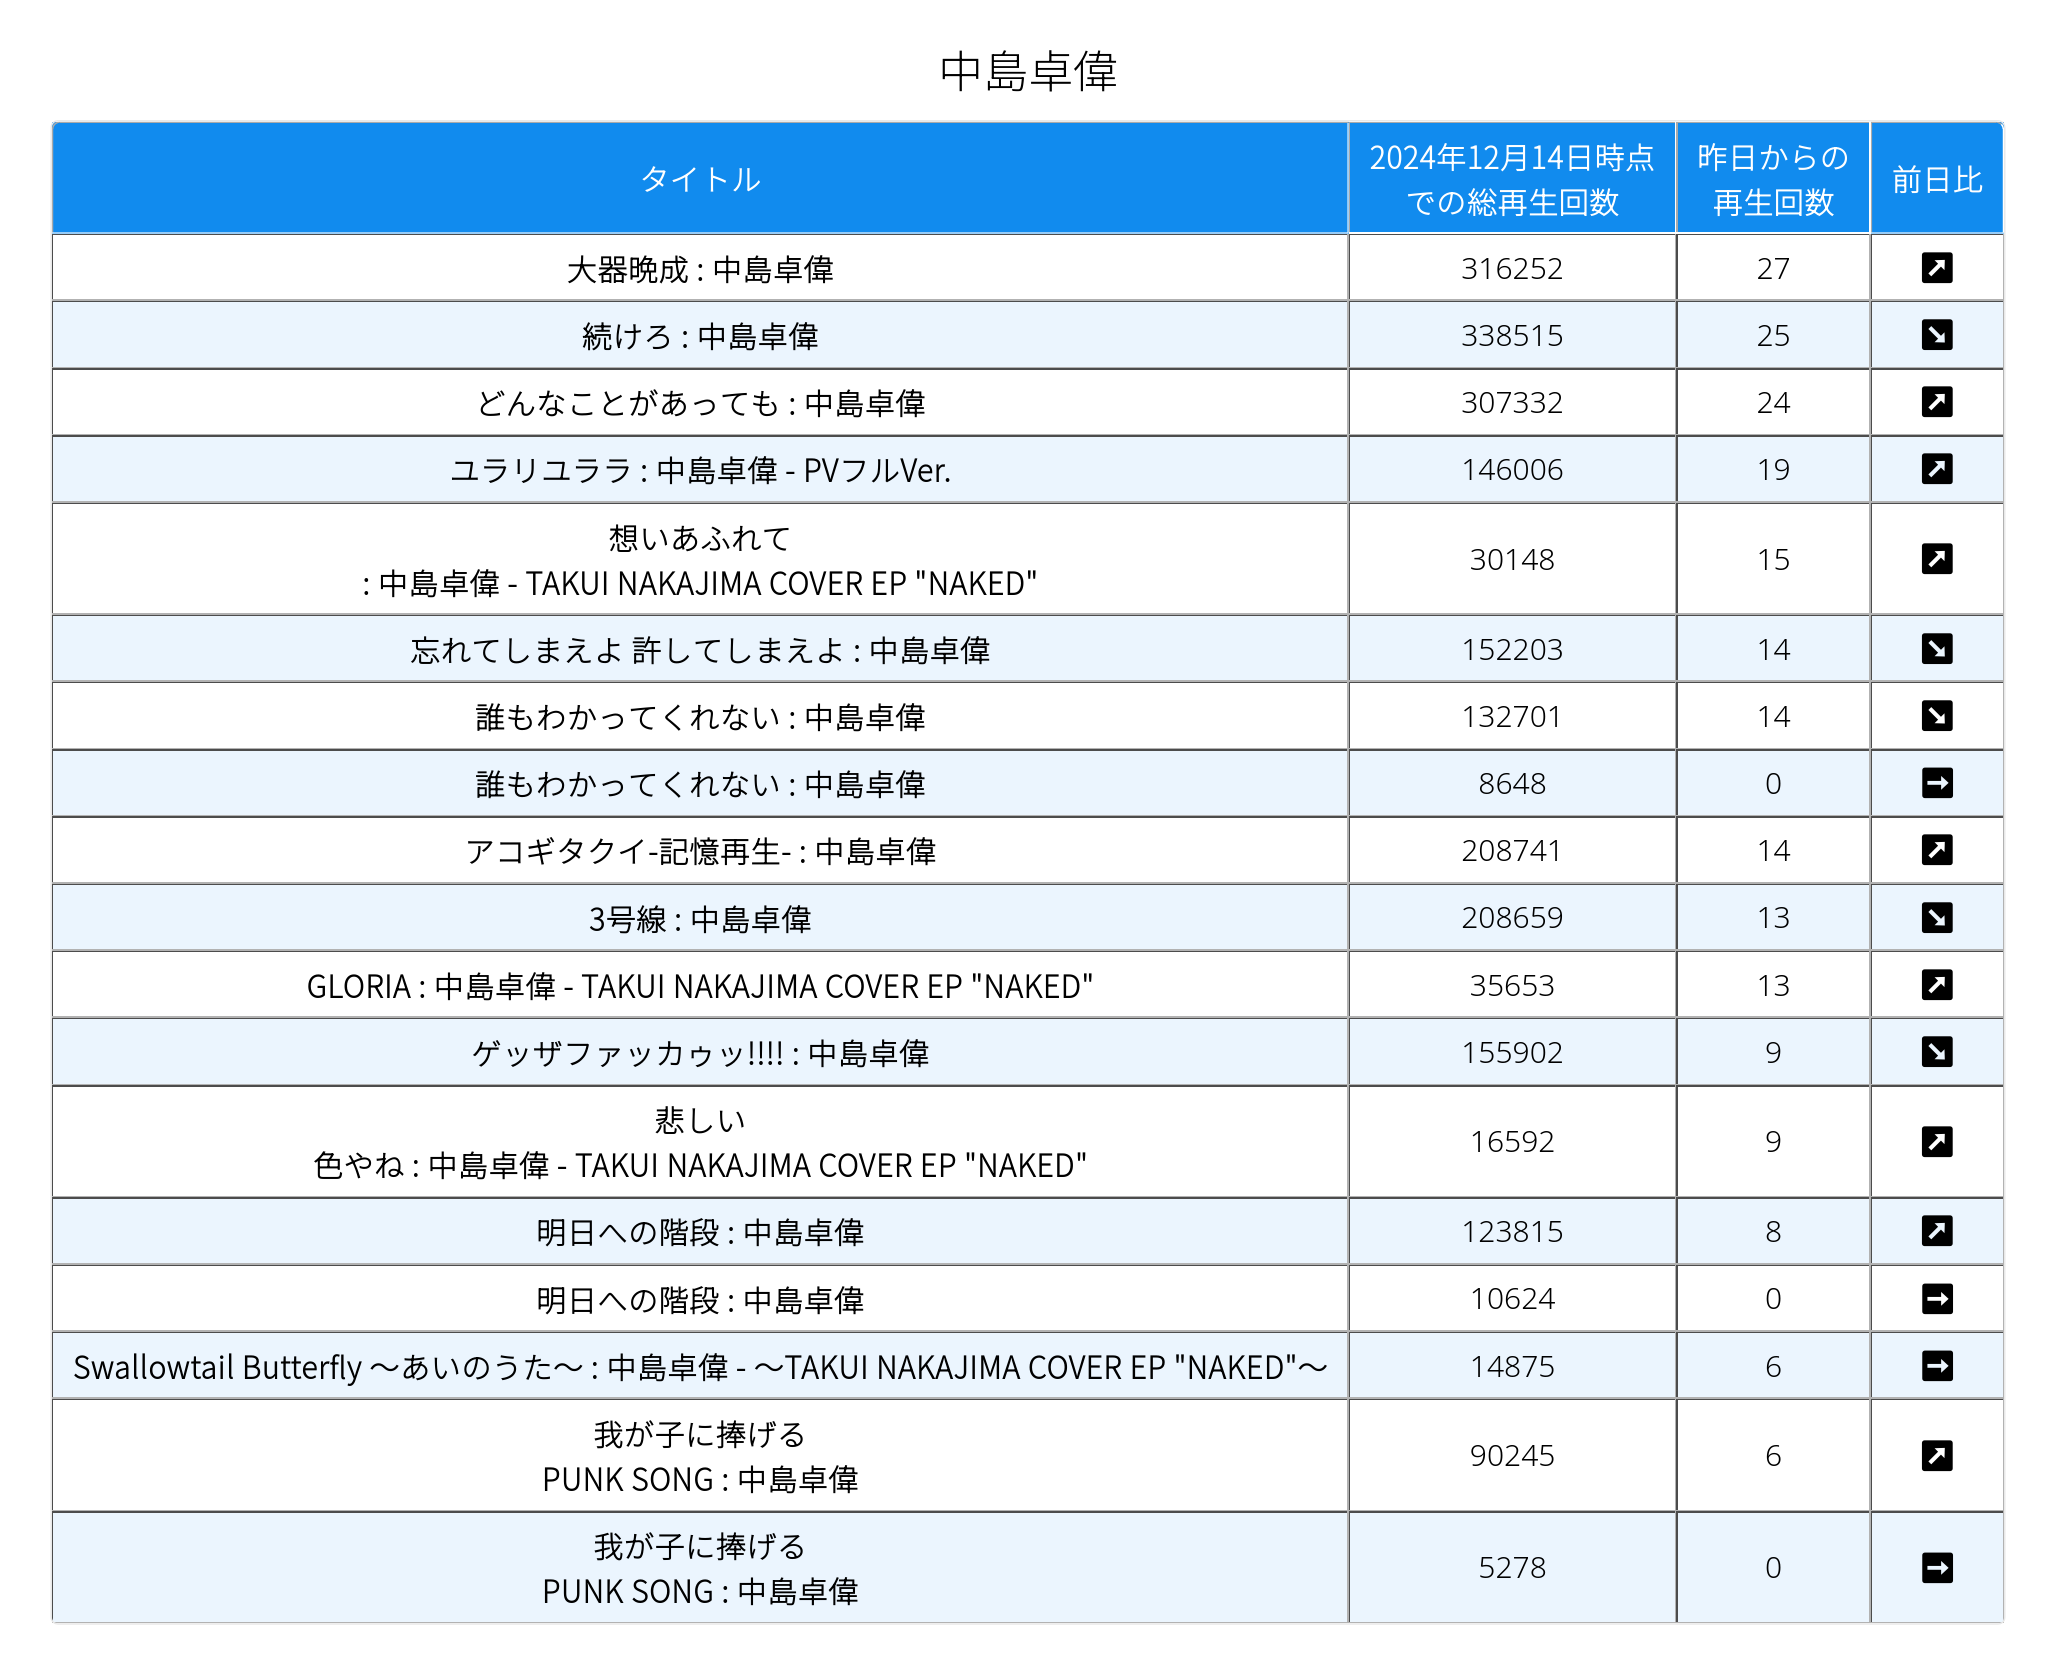 中島卓偉
タイトル
2024年12月14日時点
での総再生回数
昨日からの
再生回数
前日比
大器晩成 : 中島卓偉 316252 27 ↗
続けろ : 中島卓偉 338515 25 ↘
どんなことがあっても : 中島卓偉 307332 24 ↗
ユラリユララ : 中島卓偉 - PVフルVer. 146006 19 ↗
想いあふれて
: 中島卓偉 - TAKUI NAKAJIMA COVER EP "NAKED" 30148 15 ↗
忘れてしまえよ 許してしまえよ : 中島卓偉 152203 14 ↘
誰もわかってくれない : 中島卓偉 132701 14 ↘
誰もわかってくれない : 中島卓偉 8648 0 →
アコギタクイ-記憶再生- : 中島卓偉 208741 14 ↗
3号線 : 中島卓偉 208659 13 ↘
GLORIA : 中島卓偉 - TAKUI NAKAJIMA COVER EP "NAKED" 35653 13 ↗
ゲッザファッカゥッ!!!! : 中島卓偉 155902 9 ↘
悲しい
色やね : 中島卓偉 - TAKUI NAKAJIMA COVER EP "NAKED" 16592 9 ↗
明日への階段 : 中島卓偉 123815 8 ↗
明日への階段 : 中島卓偉 10624 0 →
Swallowtail Butterfly 〜あいのうた〜 : 中島卓偉 - 〜TAKUI NAKAJIMA COVER EP "NAKED"〜 14875 6 →
我が子に捧げる
PUNK SONG : 中島卓偉 90245 6 ↗
我が子に捧げる
PUNK SONG : 中島卓偉 5278 0 →